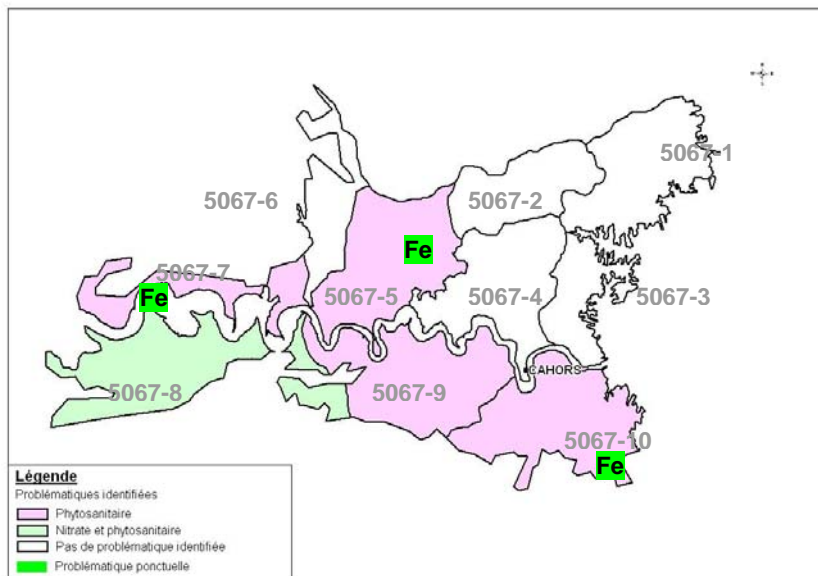 5067-1
5067-2
5067-6
Fe
5067-7
Fe
5067-5
5067-4
5067-3
CAHORS
5067-8
5067-9
5067-10
Fe
Légende
Problématiques identifiées
Phytosanitaire
Nitrate et phytosanitaire
Pas de problématique identifiée
Problématique ponctuelle